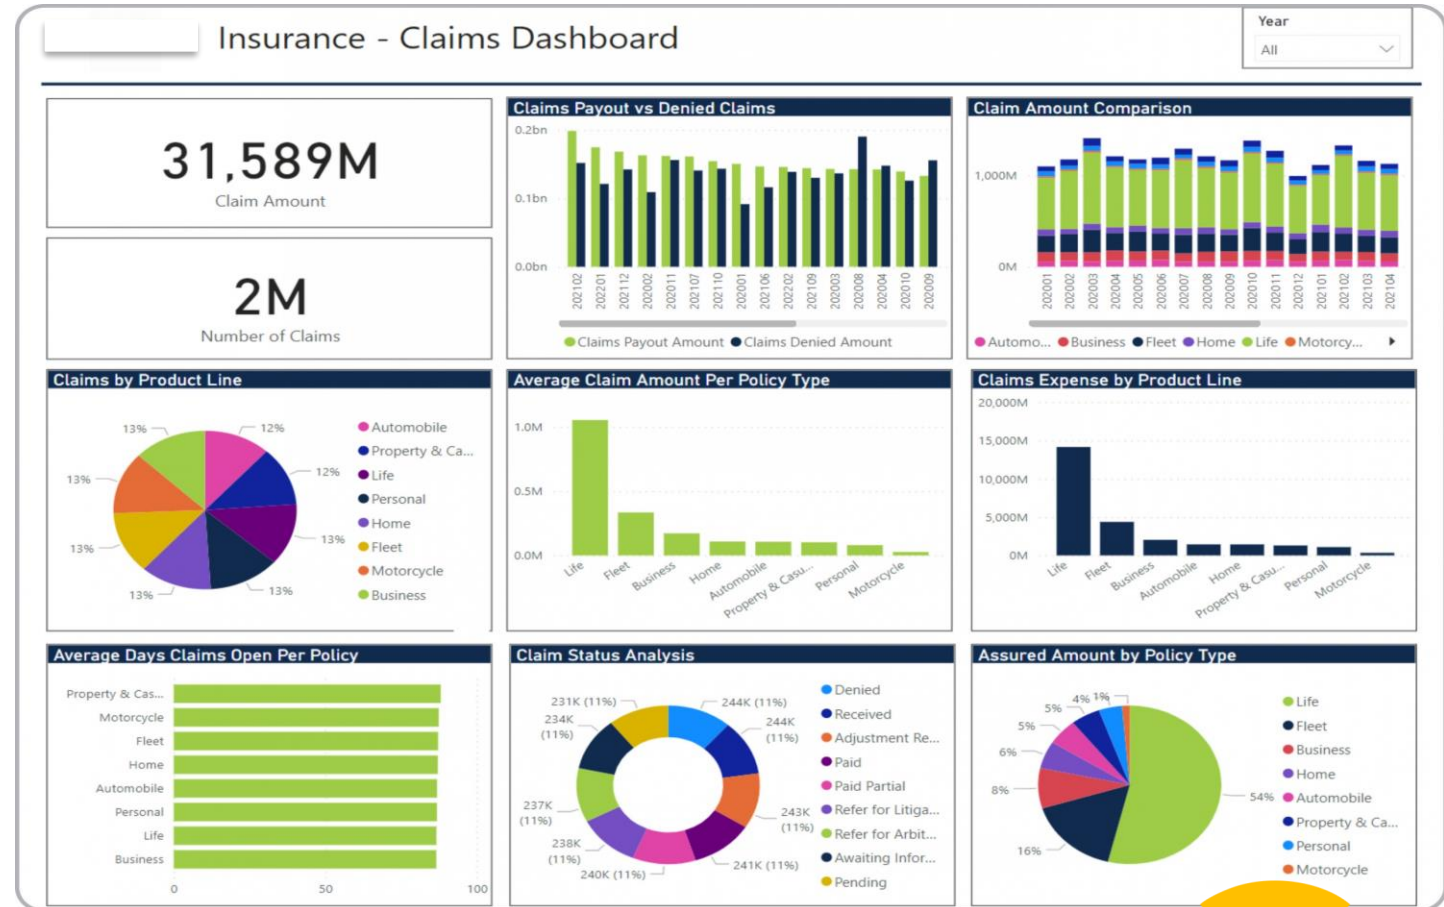 Insurance - Claims Dashboard
Year
All
31,589M
Claim Amount
2M
Number of Claims
Claims Payout vs Denied Claims
0.2bn
0.1bn
0.0bn
202102
202201
202112
202002
202011
202107
202110
202001
202106
202202
202109
202003
202008
202004
202010
202009
Claims Payout Amount
Claims Denied Amount
Claim Amount Comparison
1,000M
0M
202001
202002
202003
202004
202005
202006
202007
202008
202009
202010
202011
202012
202101
202102
202103
202104
Automo...
Business
Fleet
Home
Life
Motorcy...
Claims by Product Line
13%
12%
13%
12%
13%
13%
13%
13%
Automobile
Property & Ca...
Life
Personal
Home
Fleet
Motorcycle
Business
Average Claim Amount Per Policy Type
1.0M
0.5M
0.0M
Life
Fleet
Business
Home
Automobile
Property & Casu...
Personal
Motorcycle
Claims Expense by Product Line
20,000M
15,000M
10,000M
5,000M
0M
Life
Fleet
Business
Automobile
Home
Property & Casu...
Personal
Motorcycle
Average Days Claims Open Per Policy
Property & Cas...
Motorcycle
Fleet
Home
Automobile
Personal
Life
Business
0
50
100
Claim Status Analysis
231K (11%)
244K (11%)
234K
(11%)
244K
(11%)
237K
(11%)
243K
(11%)
238K
(11%)
241K (11%)
240K (11%)
Denied
Received
Adjustment Re...
Paid
Paid Partial
Refer for Litiga...
Refer for Arbit...
Awaiting Infor...
Pending
Assured Amount by Policy Type
4%
1%
5%
5%
6%
8%
54%
16%
Life
Fleet
Business
Home
Automobile
Property & Ca...
Personal
Motorcycle